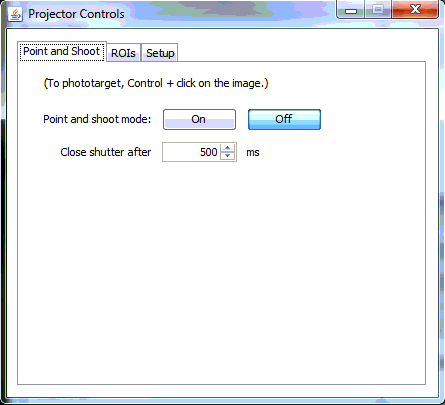 Projector Controls
Point and Shoot ROIs Setup
(To phototarget, Control + click on the image.)
Point and shoot mode: On Off
Close shutter after 500 ms